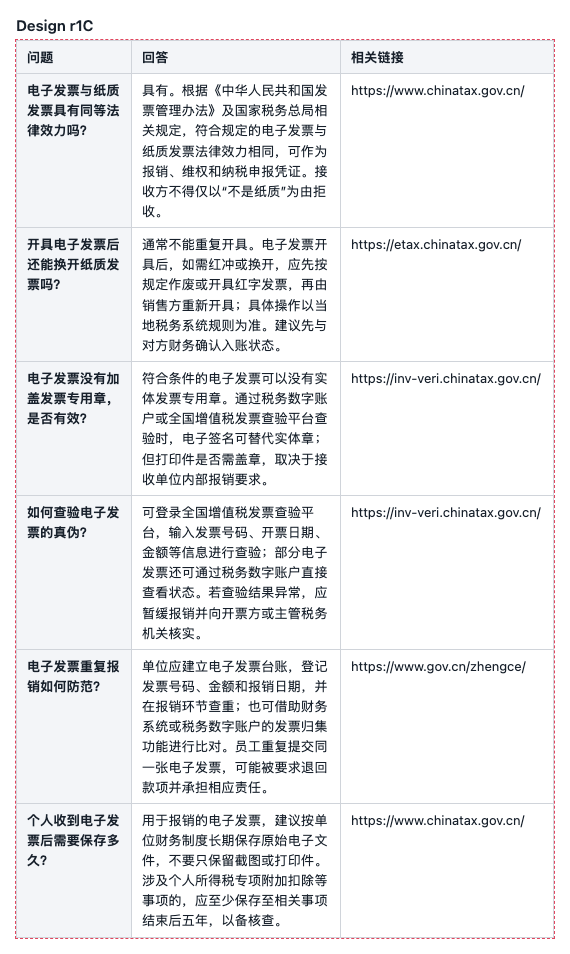 Design r1C
问题
回答
相关链接
电子发票与纸质
发票具有同等法
律效力吗？
具有。根据《中华人民共和国发
票管理办法》及国家税务总局相
关规定，符合规定的电子发票与
纸质发票法律效力相同，可作为
报销、维权和纳税申报凭证。接
收方不得仅以“不是纸质”为由拒
收。
https://www.chinatax.gov.cn/
开具电子发票后
还能换开纸质发
票吗？
通常不能重复开具。电子发票开
具后，如需红冲或换开，应先按
规定作废或开具红字发票，再由
销售方重新开具；具体操作以当
地税务系统规则为准。建议先与
对方财务确认入账状态。
https://etax.chinatax.gov.cn/
电子发票没有加
盖发票专用章，
是否有效？
符合条件的电子发票可以没有实
体发票专用章。通过税务数字账
户或全国增值税发票查验平台查
验时，电子签名可替代实体章；
但打印件是否需盖章，取决于接
收单位内部报销要求。
https://inv-veri.chinatax.gov.cn/
如何查验电子发
票的真伪？
可登录全国增值税发票查验平
台，输入发票号码、开票日期、
金额等信息进行查验；部分电子
发票还可通过税务数字账户直接
查看状态。若查验结果异常，应
暂缓报销并向开票方或主管税务
机关核实。
https://inv-veri.chinatax.gov.cn/
电子发票重复报
销如何防范？
单位应建立电子发票台账，登记
发票号码、金额和报销日期，并
在报销环节查重；也可借助财务
系统或税务数字账户的发票归集
功能进行比对。员工重复提交同
一张电子发票，可能被要求退回
款项并承担相应责任。
https://www.gov.cn/zhengce/
个人收到电子发
票后需要保存多
久？
用于报销的电子发票，建议按单
位财务制度长期保存原始电子文
件，不要只保留截图或打印件。
涉及个人所得税专项附加扣除等
事项的，应至少保存至相关事项
结束后五年，以备核查。
https://www.chinatax.gov.cn/